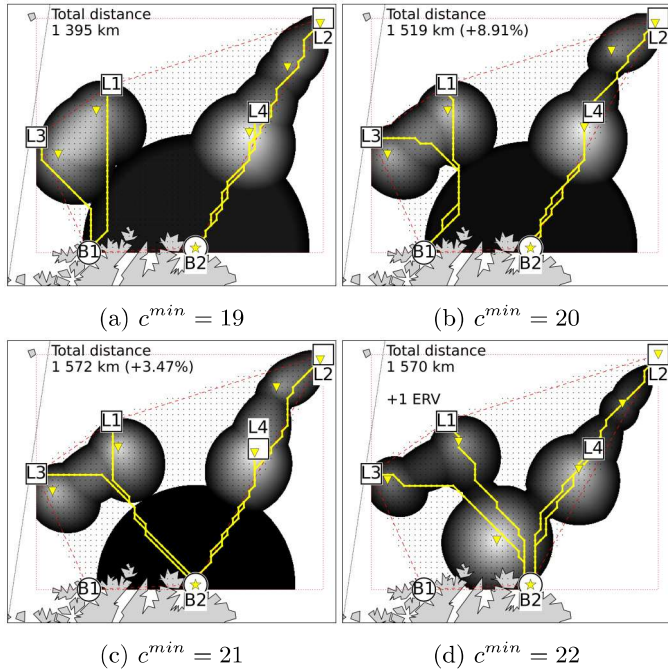 Total distance
1 395 km
L2
L1
L4
L3
B1
B2
(a) c^min = 19
Total distance
1 519 km (+8.91%)
L2
L1
L4
L3
B1
B2
(b) c^min = 20
Total distance
1 572 km (+3.47%)
L2
L1
L4
L3
B1
B2
(c) c^min = 21
Total distance
1 570 km
+1 ERV
L2
L1
L4
L3
B1
B2
(d) c^min = 22